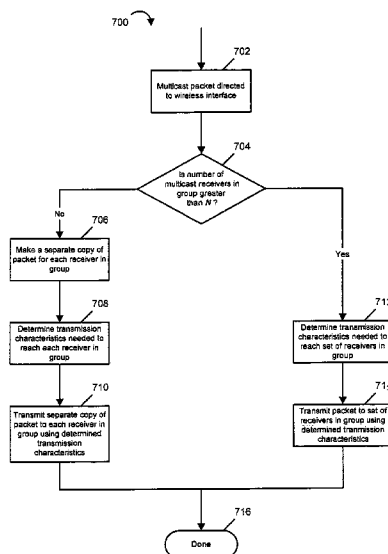 700
702
Multicast packet directed
to wireless interface
704
Is number of
multicast receivers in
group greater
than N ?
No
Yes
706
Make a separate copy of
packet for each receiver in
group
708
Determine transmission
characteristics needed to
reach each receiver in
group
712
Determine transmission
characteristics needed to
reach set of receivers in
group
710
Transmit separate copy of
packet to each receiver in
group using determined
transmission
characteristics
Transmit packet to set of
receivers in group using
determined tranmission
characteristics
716
Done